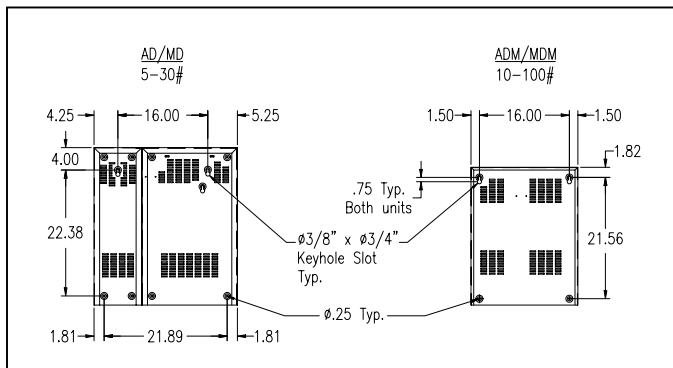 AD/MD
5-30#
ADM/MDM
10-100#
4.25
16.00
5.25
1.50
16.00
1.50
4.00
1.82
.75 Typ.
Both units
22.38
ø3/8" x ø3/4"
Keyhole Slot
Typ.
21.56
ø.25 Typ.
1.81
21.89
1.81